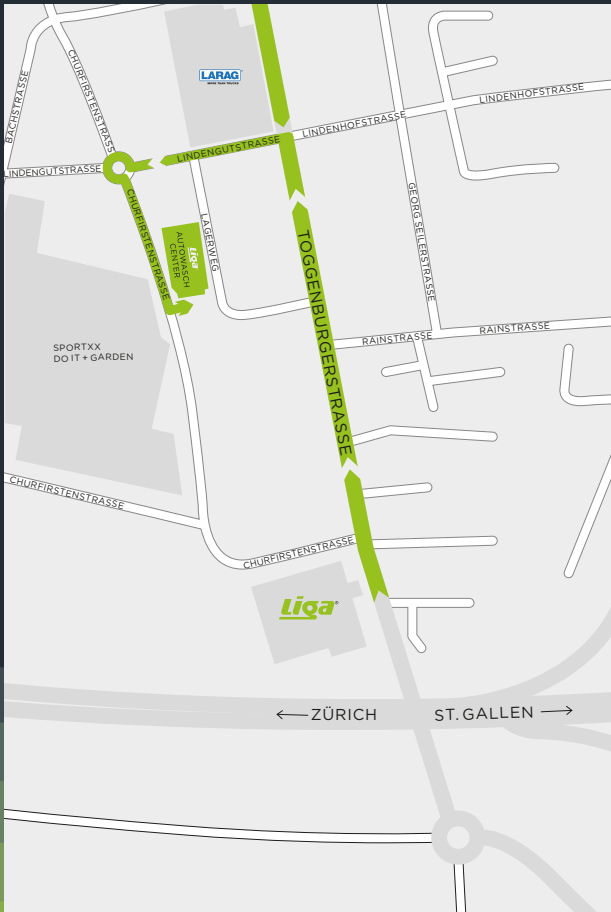 BACHSTRASSE
CHURFIRSTENSTRASSE
LARAG
LINDENHOFSTRASSE
LINDENHOFSTRASSE
LINDENGUTSTRASSE
LINDENGUTSTRASSE
CHURFIRSTENSTRASSE
Liga
AUTOWASCH
CENTER
LAGERWEG
GEORG SEILERSTRASSE
TOGGENBURGERSTRASSE
RAINSTRASSE
RAINSTRASSE
SPORTXX
DO IT + GARDEN
CHURFIRSTENSTRASSE
CHURFIRSTENSTRASSE
Liga®
← ZÜRICH
ST. GALLEN →